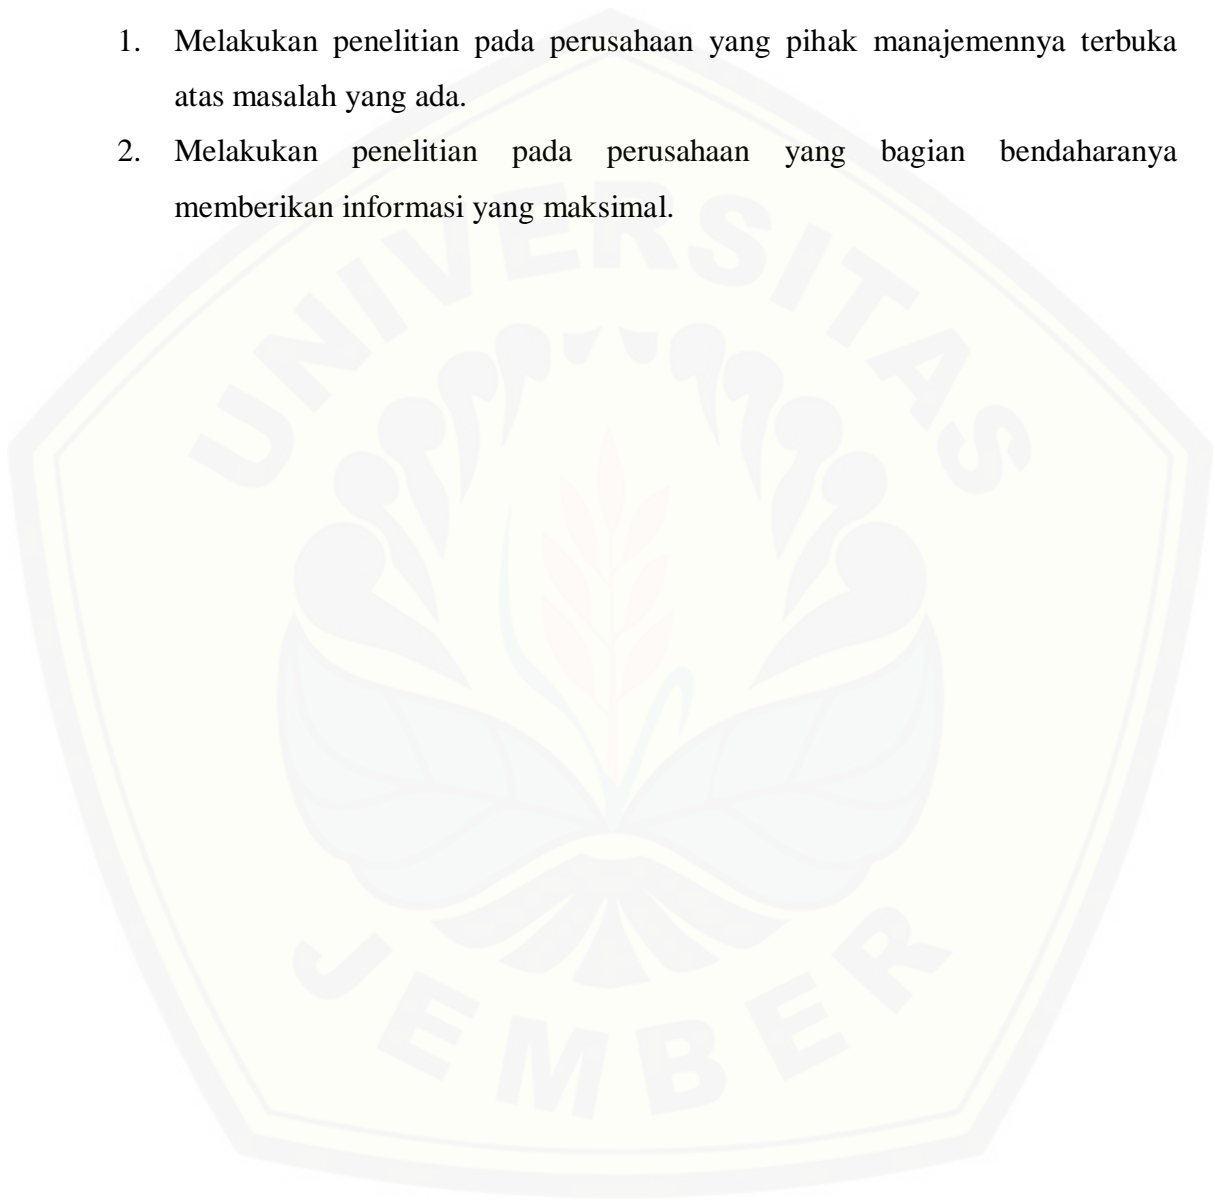 1. Melakukan penelitian pada perusahaan yang pihak manajemennya terbuka
atas masalah yang ada.
2. Melakukan penelitian pada perusahaan yang bagian bendaharanya
memberikan informasi yang maksimal.
UNIVERSITAS
JEMBER